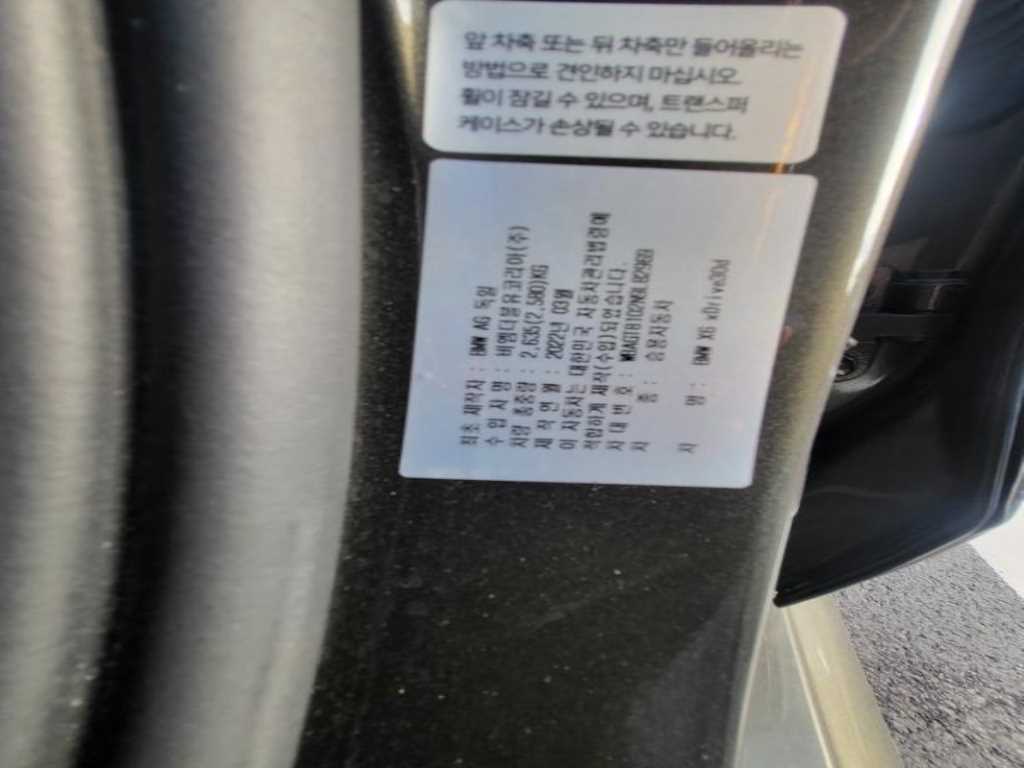 앞 차축 또는 뒤 차축만 들어올리는
방법으로 견인하지 마십시오.
휠이 잠길 수 있으며, 트랜스퍼
케이스가 손상될 수 있습니다.
최초 제작자 : BMW AG 독일
수 입 자 명 : 비엠더블유코리아(주)
차량 총중량 : 2,635(2,580)KG
제 작 연 월 : 2022년 03월
이 자동차는 대한민국 자동차관리법령에
적합하게 제작(수입)되었습니다.
차 대 번 호 :
차 종 : 승용자동차
차 명 : BMW X6 xDrive30d